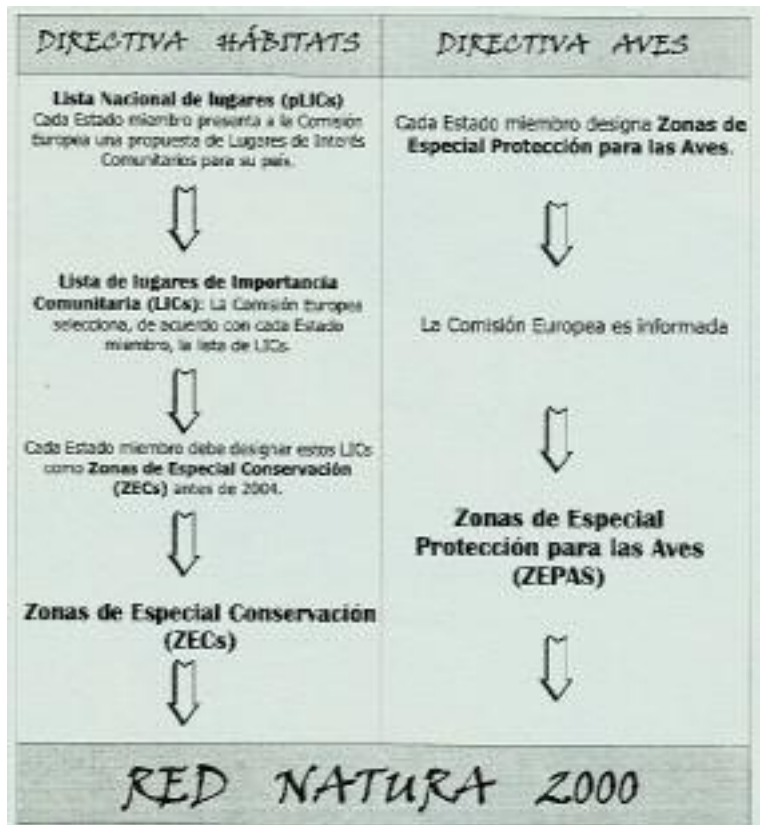 DIRECTIVA HÁBITATS
Lista Nacional de lugares (pLICs)
Cada Estado miembro presenta a la Comisión
Europea una propuesta de Lugares de Interés
Comunitarios para su país.
Lista de lugares de Importancia
Comunitaria (LICs): La Comisión Europea
selecciona, de acuerdo con cada Estado
miembro, la lista de LICs.
Cada Estado miembro debe designar estos LICs
como Zonas de Especial Conservación
(ZECs) antes de 2004.
Zonas de Especial Conservación
(ZECs)
DIRECTIVA AVES
Cada Estado miembro designa Zonas de
Especial Protección para las Aves.
La Comisión Europea es informada
Zonas de Especial
Protección para las Aves
(ZEPAS)
RED NATURA 2000